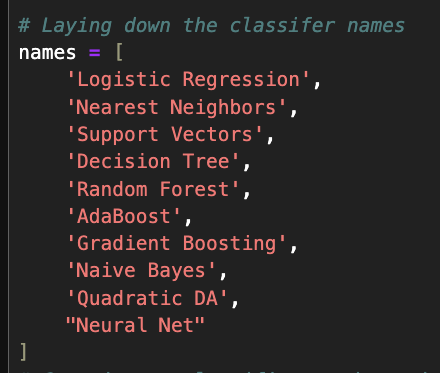 # Laying down the classifer names
names = [
    'Logistic Regression',
    'Nearest Neighbors',
    'Support Vectors',
    'Decision Tree',
    'Random Forest',
    'AdaBoost',
    'Gradient Boosting',
    'Naive Bayes',
    'Quadratic DA',
    "Neural Net"
]